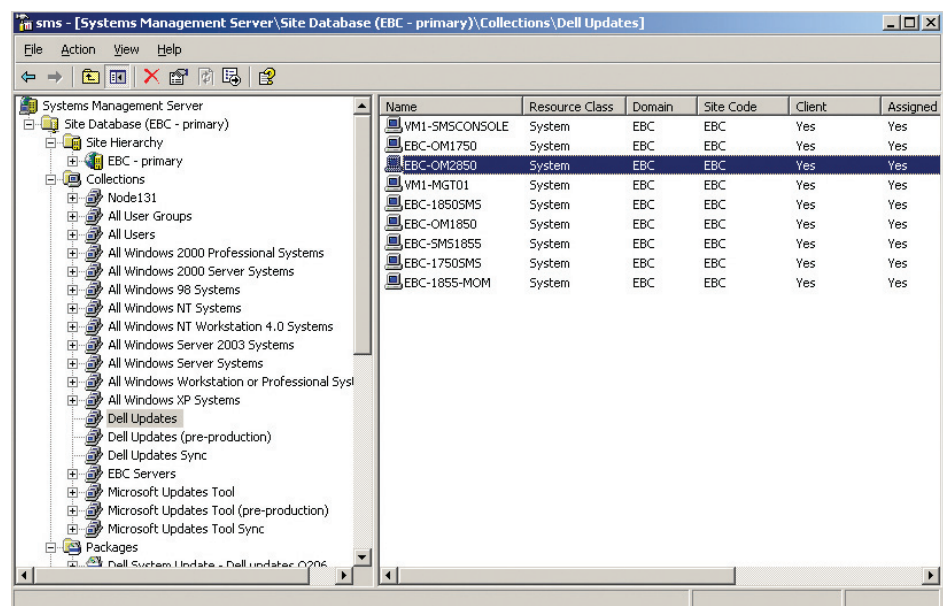 sms - [Systems Management Server\Site Database (EBC - primary)\Collections\Dell Updates]
File Action View Help
Systems Management Server
Site Database (EBC - primary)
Site Hierarchy
EBC - primary
Collections
Node131
All User Groups
All Users
All Windows 2000 Professional Systems
All Windows 2000 Server Systems
All Windows 98 Systems
All Windows NT Systems
All Windows NT Workstation 4.0 Systems
All Windows Server 2003 Systems
All Windows Server Systems
All Windows Workstation or Professional Syst
All Windows XP Systems
Dell Updates
Dell Updates (pre-production)
Dell Updates Sync
EBC Servers
Microsoft Updates Tool
Microsoft Updates Tool (pre-production)
Microsoft Updates Tool Sync
Packages
Dell System Update - Dell updates Q206
Name Resource Class Domain Site Code Client Assigned
VM1-SMSCONSOLE System EBC EBC Yes Yes
EBC-OM1750 System EBC EBC Yes Yes
EBC-OM2850 System EBC EBC Yes Yes
VM1-MGT01 System EBC EBC Yes Yes
EBC-1850SMS System EBC EBC Yes Yes
EBC-OM1850 System EBC EBC Yes Yes
EBC-SMS1855 System EBC EBC Yes Yes
EBC-1750SMS System EBC EBC Yes Yes
EBC-1855-MOM System EBC EBC Yes Yes